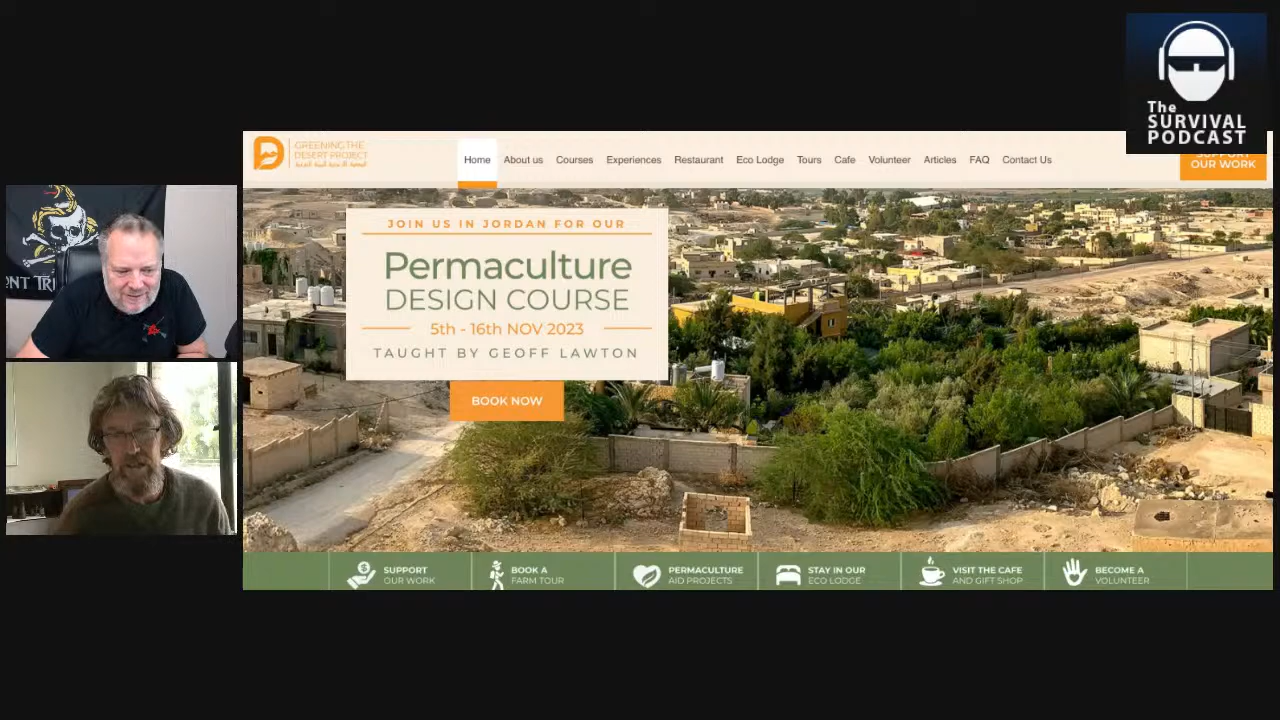 The
SURVIVAL
PODCAST
GREENING THE
DESERT PROJECT
Home About us Courses Experiences Restaurant Eco Lodge Tours Cafe Volunteer Articles FAQ Contact Us
SUPPORT
OUR WORK
JOIN US IN JORDAN FOR OUR
Permaculture
DESIGN COURSE
5th - 16th NOV 2023
TAUGHT BY GEOFF LAWTON
BOOK NOW
SUPPORT
OUR WORK
BOOK A
FARM TOUR
PERMACULTURE
AID PROJECTS
STAY IN OUR
ECO LODGE
VISIT THE CAFE
AND GIFT SHOP
BECOME A
VOLUNTEER